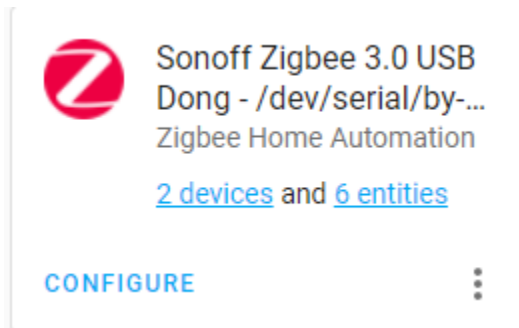 Sonoff Zigbee 3.0 USB
Dong - /dev/serial/by-...
Zigbee Home Automation
2 devices and 6 entities
CONFIGURE